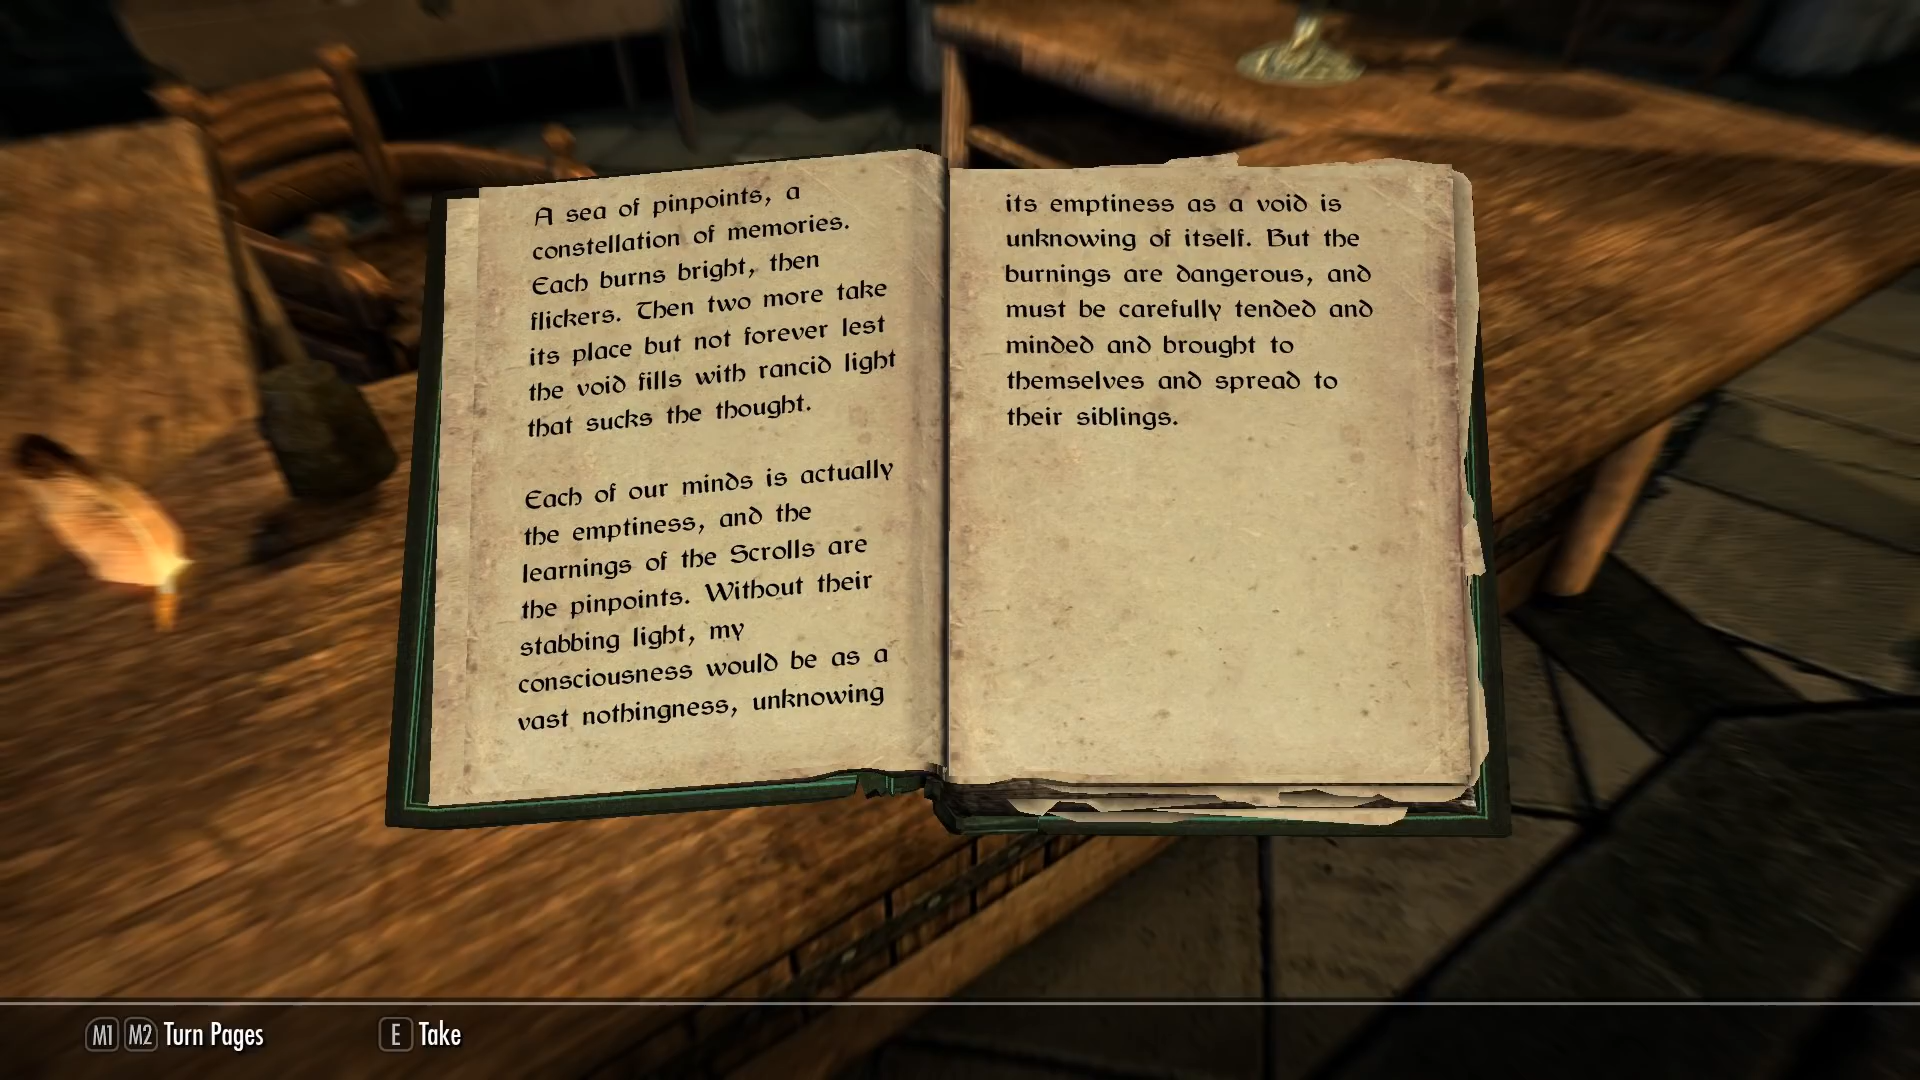 A sea of pinpoints, a
constellation of memories.
Each burns bright, then
flickers. Then two more take
its place but not forever lest
the void fills with rancid light
that sucks the thought.
Each of our minds is actually
the emptiness, and the
learnings of the Scrolls are
the pinpoints. Without their
stabbing light, my
consciousness would be as a
vast nothingness, unknowing
its emptiness as a void is
unknowing of itself. But the
burnings are dangerous, and
must be carefully tended and
minded and brought to
themselves and spread to
their siblings.
M1 M2 Turn Pages
E Take